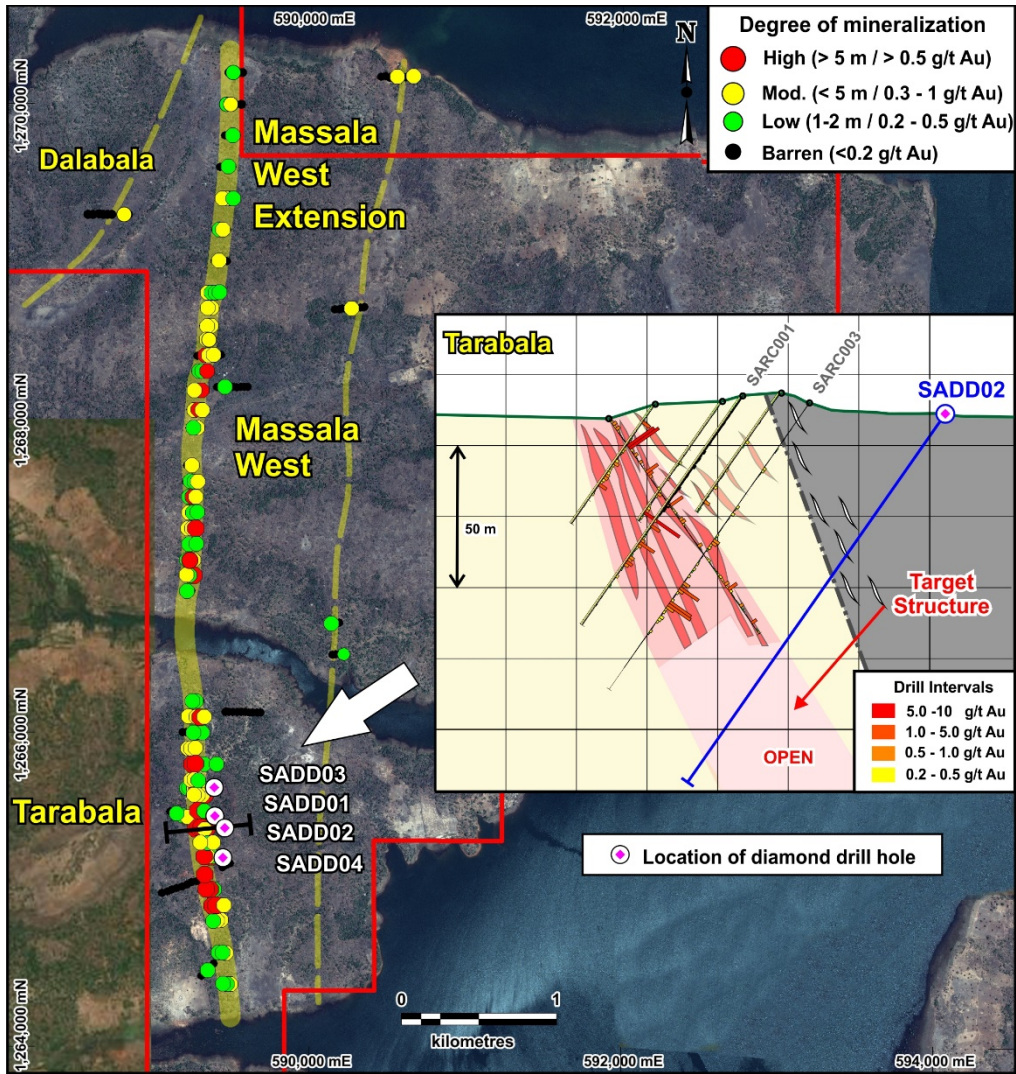 590,000 mE
592,000 mE
N
Degree of mineralization
High (> 5 m / > 0.5 g/t Au)
Mod. (< 5 m / 0.3 - 1 g/t Au)
Low (1-2 m / 0.2 - 0.5 g/t Au)
Barren (<0.2 g/t Au)
1,270,000 mN
Dalabala
Massala
West
Extension
1,268,000 mN
Massala
West
Tarabala
SARC001
SARC003
SADD02
50 m
Target
Structure
OPEN
Drill Intervals
5.0 -10 g/t Au
1.0 - 5.0 g/t Au
0.5 - 1.0 g/t Au
0.2 - 0.5 g/t Au
1,266,000 mN
Tarabala
SADD03
SADD01
SADD02
SADD04
Location of diamond drill hole
1,264,000 mN
0 1
kilometres
590,000 mE
592,000 mE
594,000 mE